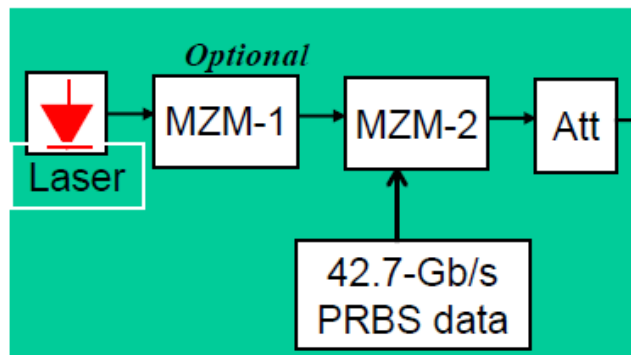 Optional
MZM-1
MZM-2
Att
Laser
42.7-Gb/s
PRBS data